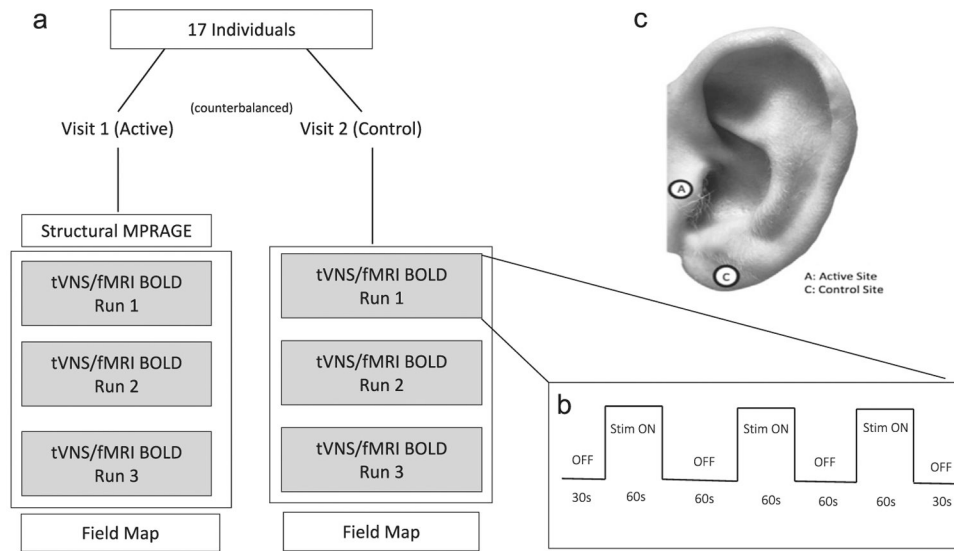 a
17 Individuals
(counterbalanced)
Visit 1 (Active)
Visit 2 (Control)
Structural MPRAGE
tVNS/fMRI BOLD
Run 1
tVNS/fMRI BOLD
Run 2
tVNS/fMRI BOLD
Run 3
Field Map
tVNS/fMRI BOLD
Run 1
tVNS/fMRI BOLD
Run 2
tVNS/fMRI BOLD
Run 3
Field Map
c
A
C
A: Active Site
C: Control Site
b
Stim ON
Stim ON
Stim ON
OFF
OFF
OFF
OFF
30s
60s
60s
60s
60s
60s
30s